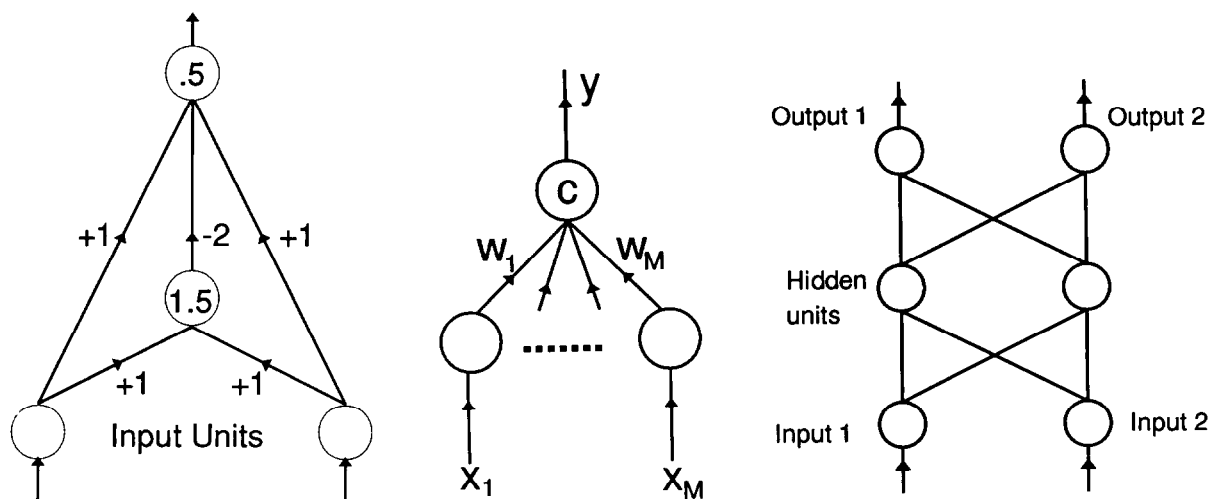 .5
+1
-2
+1
1.5
+1
+1
Input Units
y
c
w1
wM
x1
xM
Output 1
Output 2
Hidden
units
Input 1
Input 2